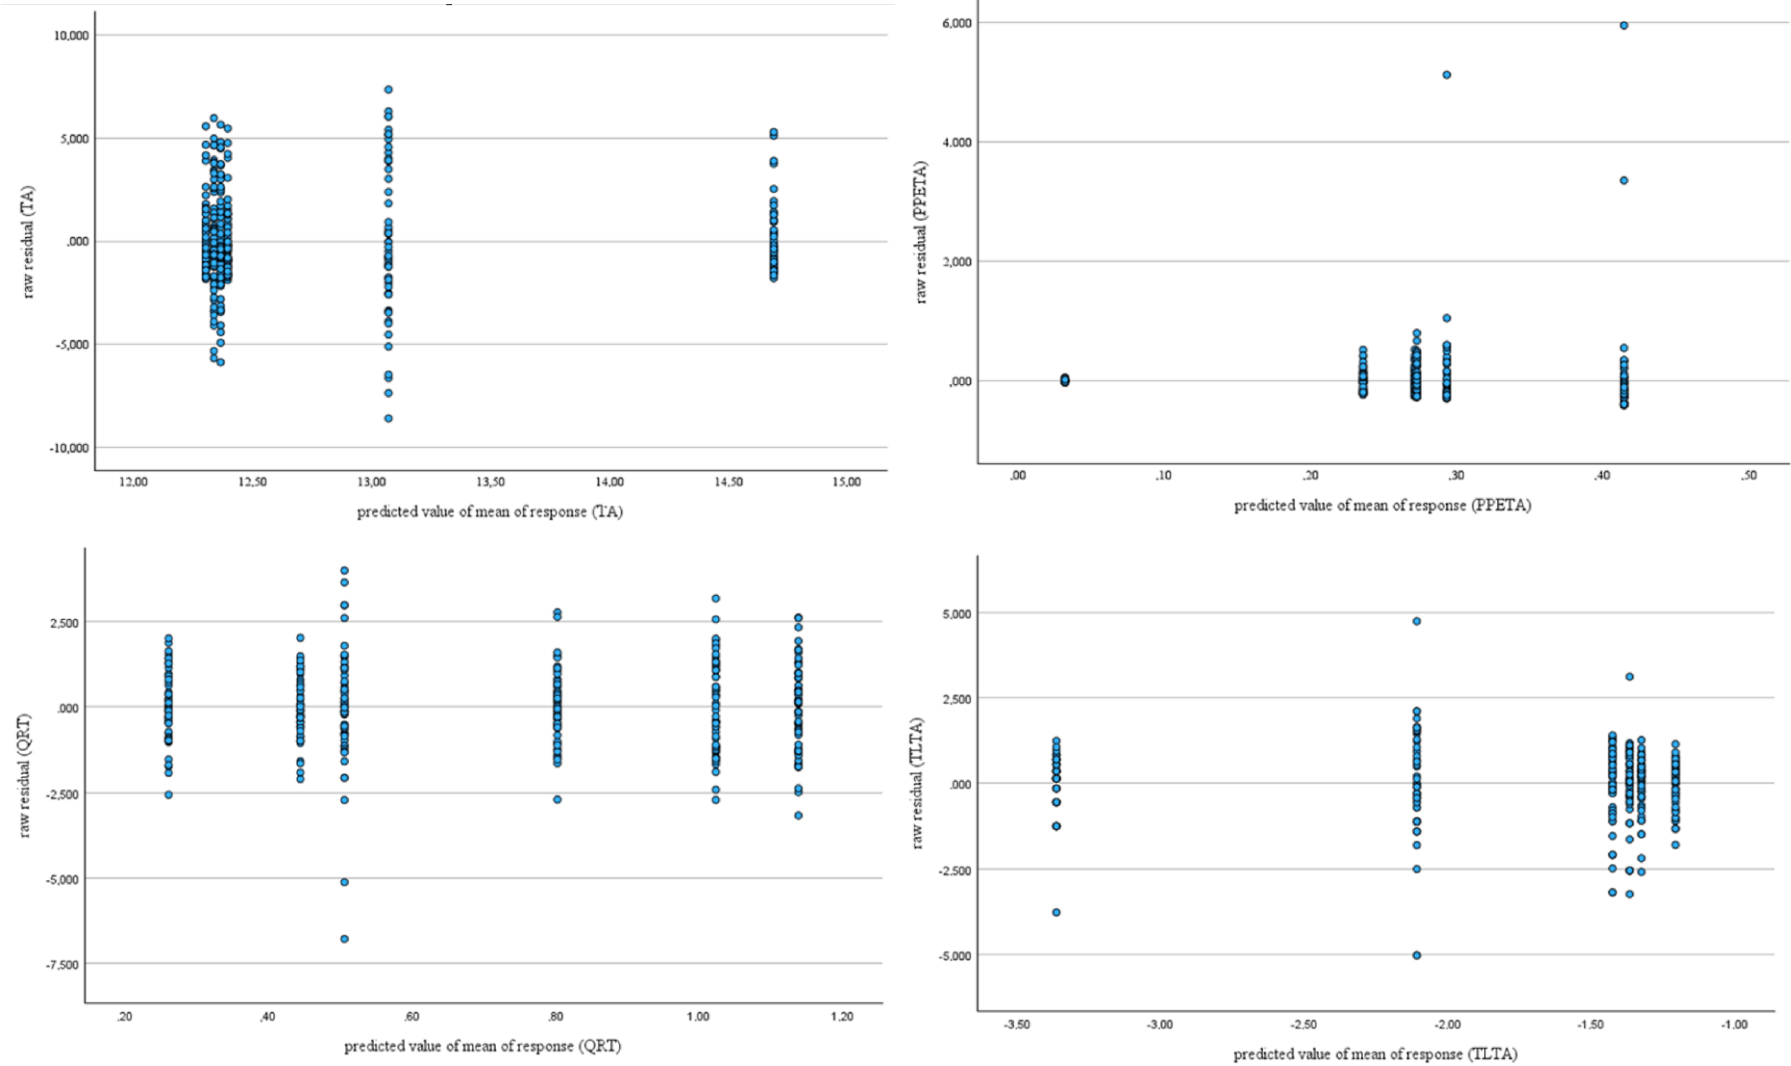 10,000
5,000
,000
-5,000
-10,000
raw residual (TA)
12,00 12,50 13,00 13,50 14,00 14,50 15,00
predicted value of mean of response (TA)
6,000
4,000
2,000
,000
raw residual (PPETA)
,00 ,10 ,20 ,30 ,40 ,50
predicted value of mean of response (PPETA)
2,500
,000
-2,500
-5,000
-7,500
raw residual (QRT)
,20 ,40 ,60 ,80 1,00 1,20
predicted value of mean of response (QRT)
5,000
2,500
,000
-2,500
-5,000
raw residual (TLTA)
-3,50 -3,00 -2,50 -2,00 -1,50 -1,00
predicted value of mean of response (TLTA)